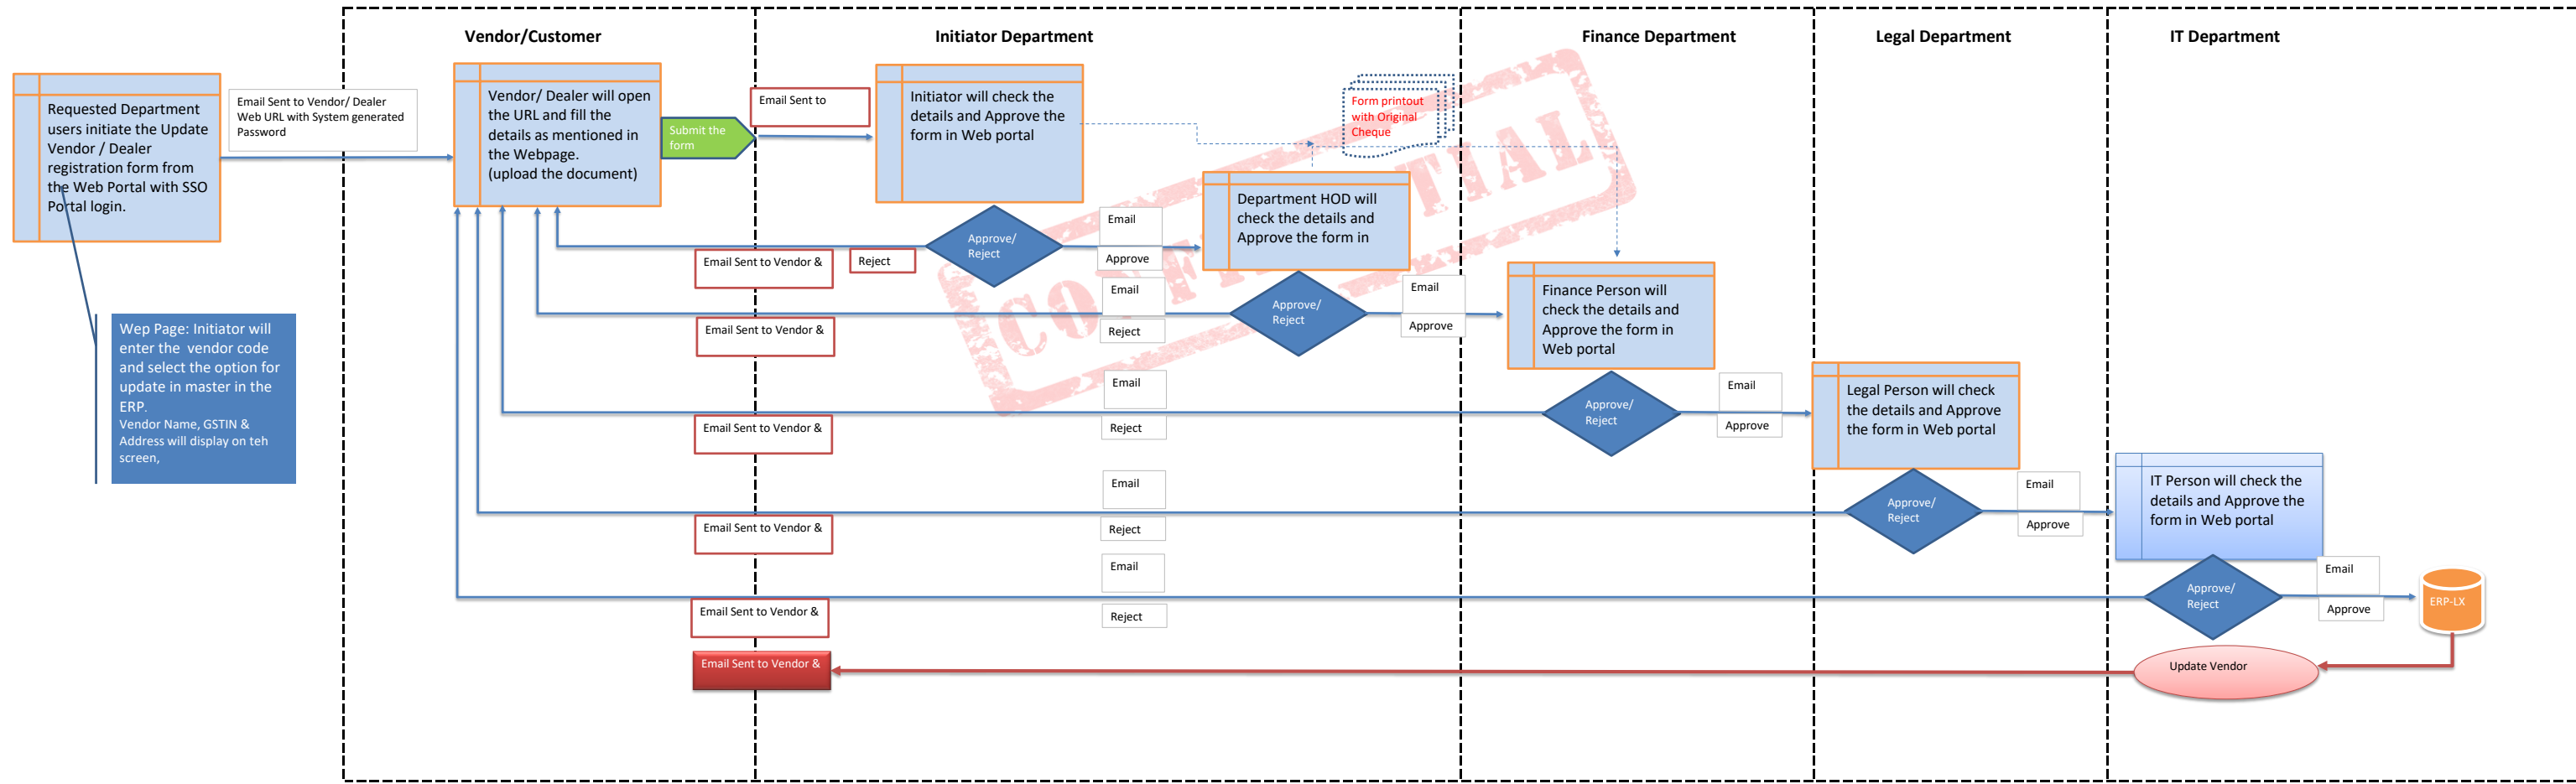 Vendor/Customer
Initiator Department
Finance Department
Legal Department
IT Department
Requested Department
users initiate the Update
Vendor / Dealer
registration form from
the Web Portal with SSO
Portal login.
Email Sent to Vendor/ Dealer
Web URL with System generated
Password
Vendor/ Dealer will open
the URL and fill the
details as mentioned in
the Webpage.
(upload the document)
Submit the
form
Email Sent to
Initiator will check the
details and Approve the
form in Web portal
Form printout
with Original
Cheque
Department HOD will
check the details and
Approve the form in
Approve/
Reject
Email
Approve
Email Sent to Vendor &
Reject
Approve/
Reject
Email
Approve
Email
Reject
Email Sent to Vendor &
Finance Person will
check the details and
Approve the form in
Web portal
Wep Page: Initiator will
enter the  vendor code
and select the option for
update in master in the
ERP.
Vendor Name, GSTIN &
Address will display on teh
screen,
Approve/
Reject
Email
Approve
Email
Reject
Email Sent to Vendor &
Legal Person will check
the details and Approve
the form in Web portal
Approve/
Reject
Email
Approve
Email
Reject
Email Sent to Vendor &
IT Person will check the
details and Approve the
form in Web portal
Approve/
Reject
Email
Approve
Email
Reject
Email Sent to Vendor &
ERP-LX
Update Vendor
Email Sent to Vendor &
CONFIDENTIAL